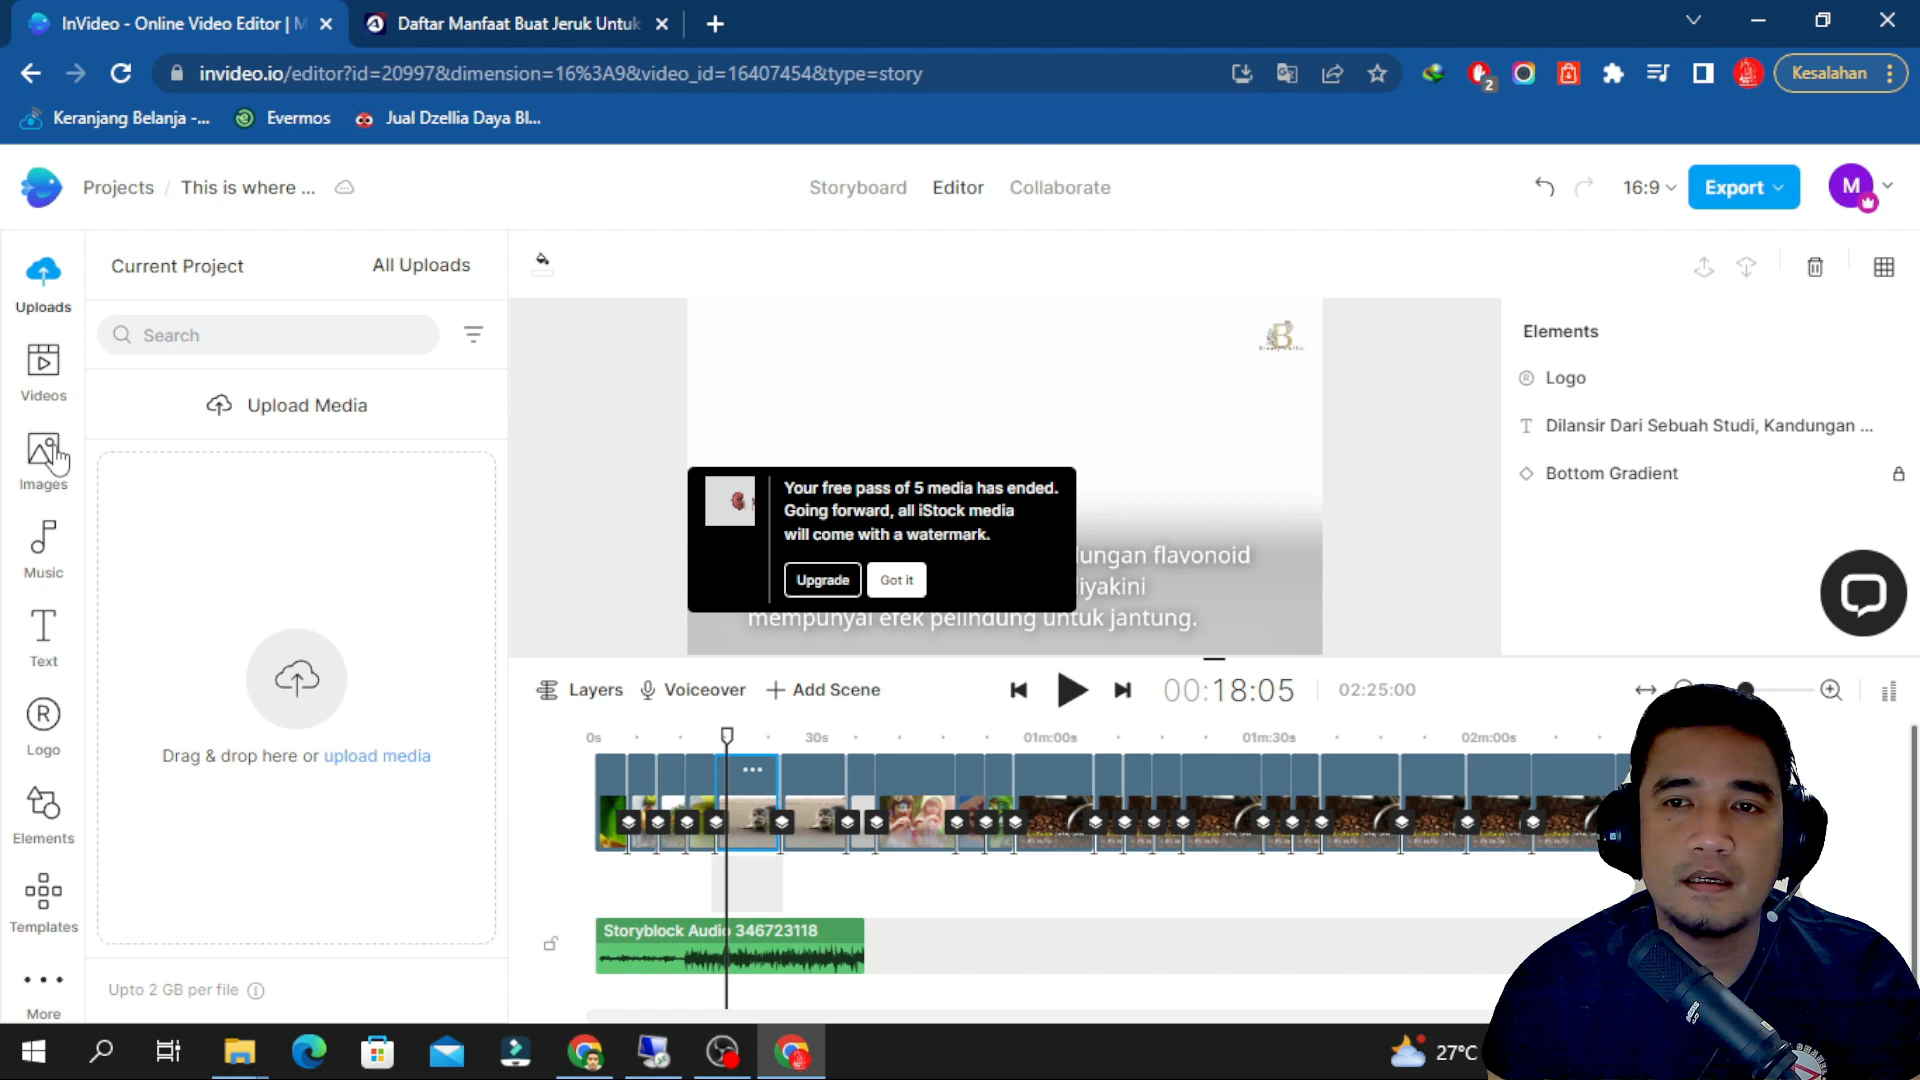 InVideo - Online Video Editor | M
Daftar Manfaat Buat Jeruk Untuk
invideo.io/editor?id=20997&dimension=16%3A9&video_id=16407454&type=story
2
Kesalahan
Keranjang Belanja -...
Evermos
Jual Dzellia Daya Bl...
Projects / This is where ...
Storyboard
Editor
Collaborate
16:9
Export
M
Uploads
Videos
Images
Music
Text
Logo
Elements
Templates
More
Current Project
All Uploads
Search
Upload Media
Drag & drop here or upload media
Upto 2 GB per file
B
Your free pass of 5 media has ended.
Going forward, all iStock media
will come with a watermark.
Upgrade
Got it
ungan flavonoid
iyakini
mempunyai efek pelindung untuk jantung.
Elements
Logo
Dilansir Dari Sebuah Studi, Kandungan ...
Bottom Gradient
Layers
Voiceover
Add Scene
00:18:05
02:25:00
0s
30s
01m:00s
01m:30s
02m:00s
Storyblock Audio 346723118
27°C